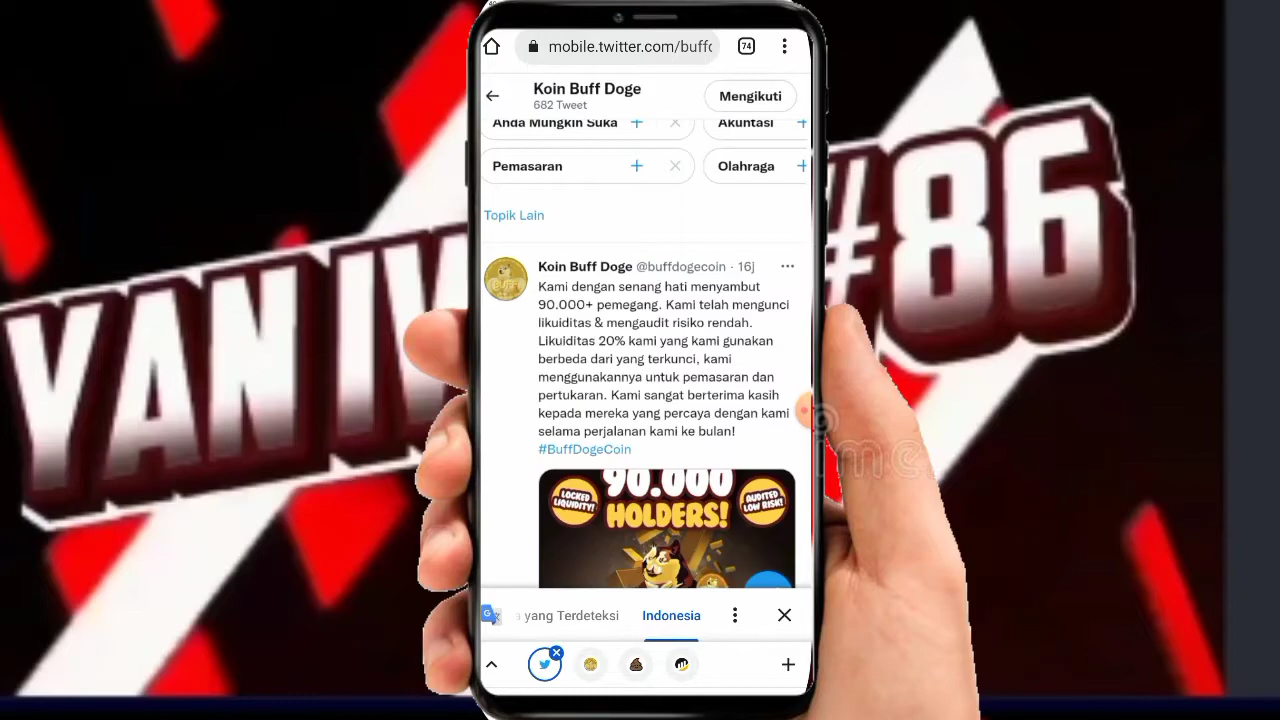 YAN IV
#86
mobile.twitter.com/buffc
74
Koin Buff Doge
682 Tweet
Mengikuti
Anda Mungkin Suka
Akuntasi
Pemasaran
Olahraga
Topik Lain
Koin Buff Doge @buffdogecoin · 16j
Kami dengan senang hati menyambut
90.000+ pemegang. Kami telah mengunci
likuiditas & mengaudit risiko rendah.
Likuiditas 20% kami yang kami gunakan
berbeda dari yang terkunci, kami
menggunakannya untuk pemasaran dan
pertukaran. Kami sangat berterima kasih
kepada mereka yang percaya dengan kami
selama perjalanan kami ke bulan!
#BuffDogeCoin
90.000
HOLDERS!
LOCKED
LIQUIDITY!
AUDITED
LOW RISK!
yang Terdeteksi
Indonesia